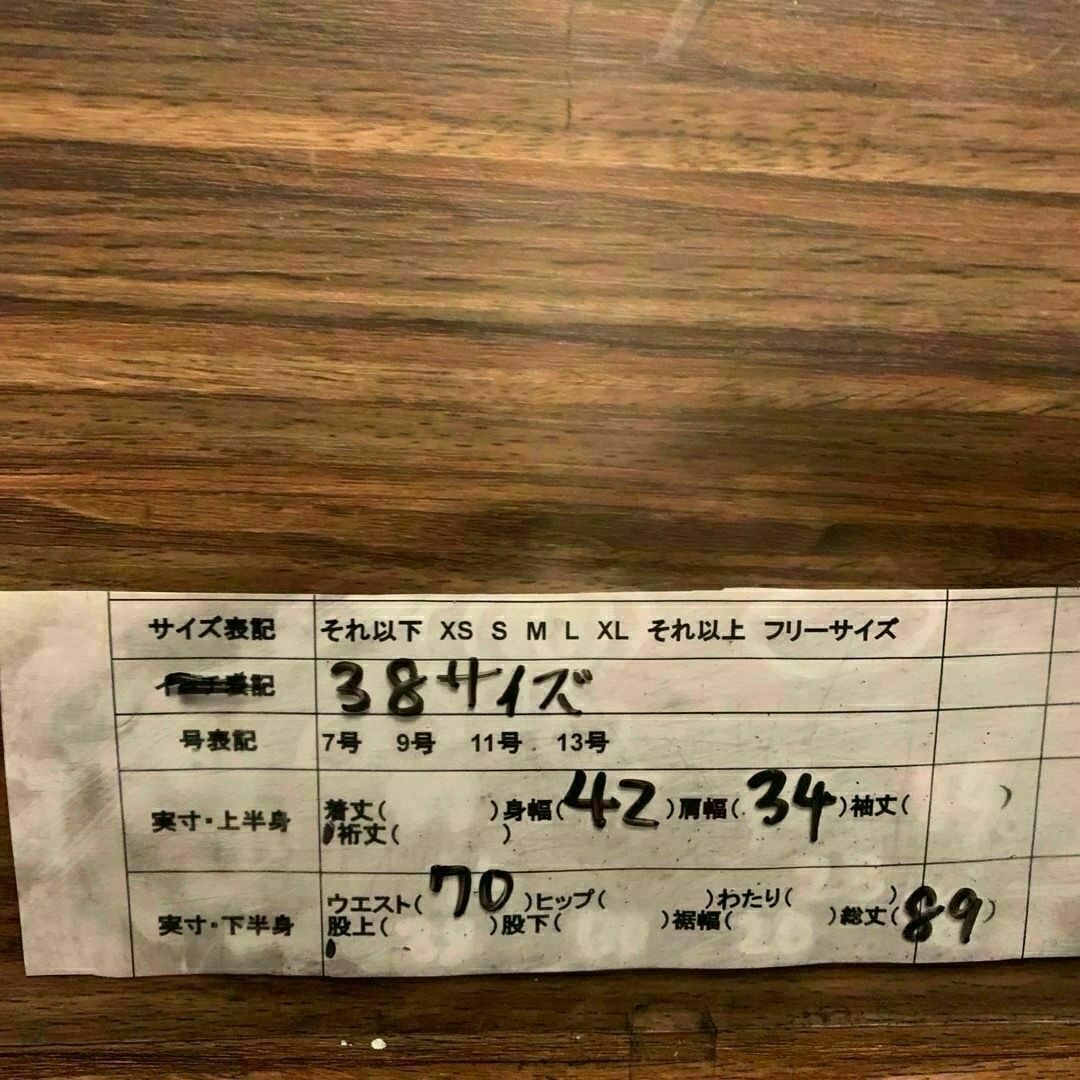 サイズ表記 それ以下 XS S M L XL それ以上 フリーサイズ
表記 38サイズ
号表記 7号 9号 11号 13号
実寸・上半身 着丈( )身幅(42)肩幅(34)袖丈( )
裄丈( )
実寸・下半身 ウエスト(70)ヒップ( )わたり( )
股上( )股下( )裾幅( )総丈(89)